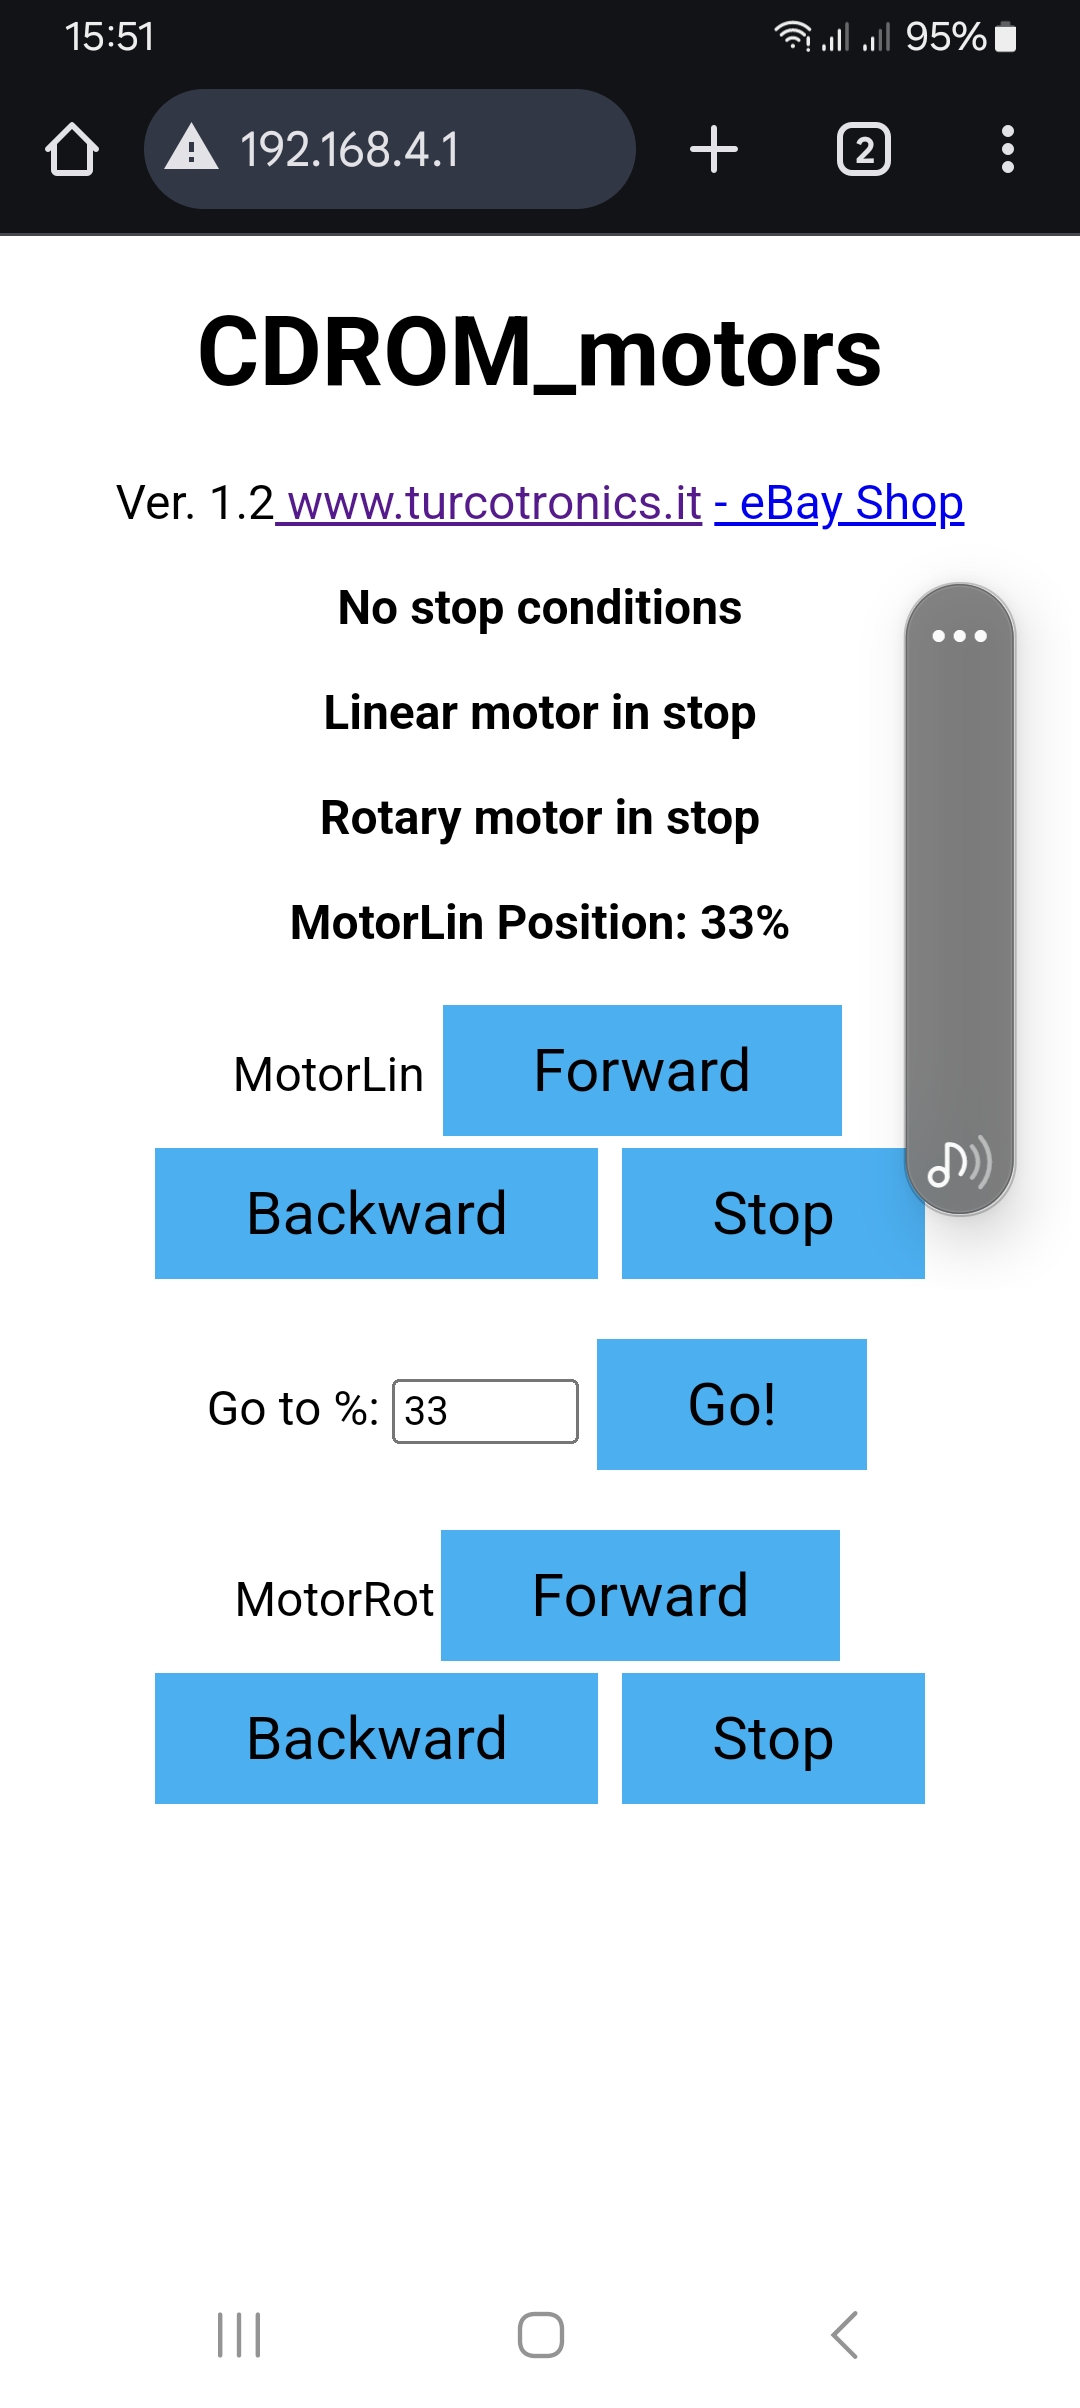 15:51 95%
192.168.4.1 2
CDROM_motors
Ver. 1.2 www.turcotronics.it - eBay Shop
No stop conditions
Linear motor in stop
Rotary motor in stop
MotorLin Position: 33%
MotorLin Forward
Backward Stop
Go to %: 33 Go!
MotorRot Forward
Backward Stop